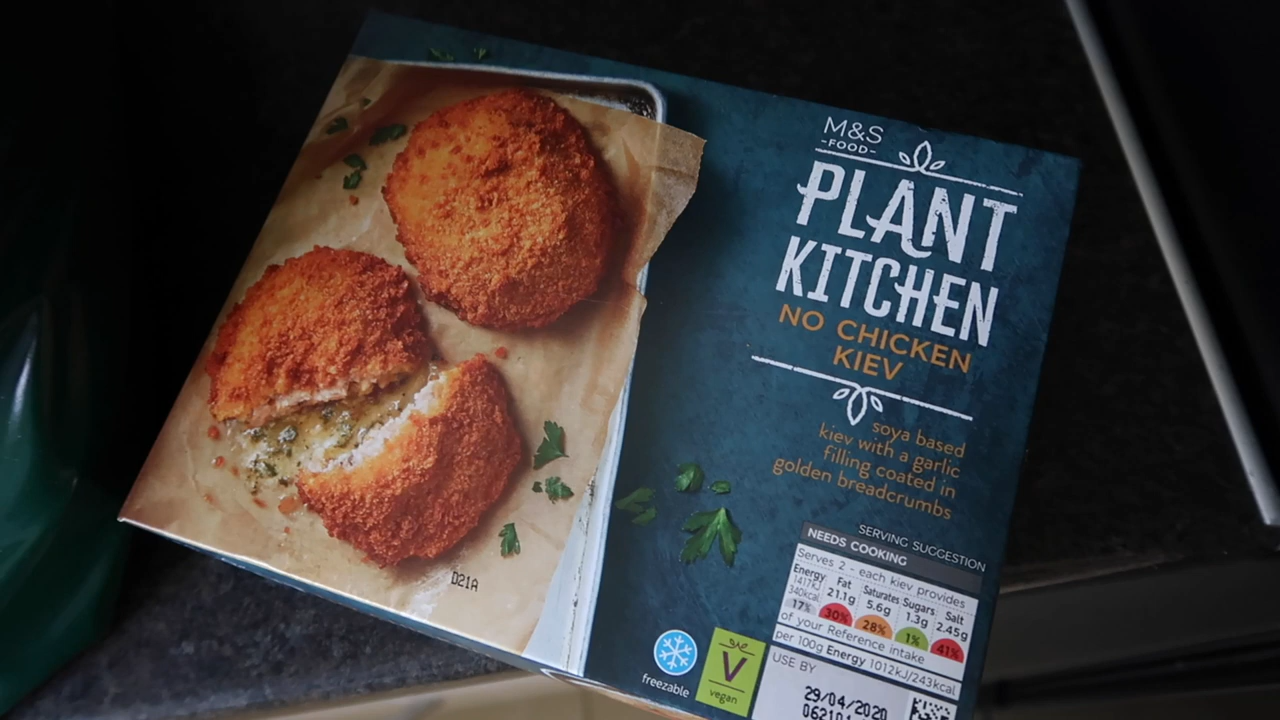 M&S
-FOOD-
PLANT
KITCHEN
NO CHICKEN
KIEV
soya based
kiev with a garlic
filling coated in
golden breadcrumbs
SERVING SUGGESTION
NEEDS COOKING
Serves 2 - each kiev provides
Energy Fat Saturates Sugars Salt
1417kJ 21.1g 5.6g 1.3g 2.45g
340kcal
17% 30% 28% 1% 41%
of your Reference intake
per 100g Energy 1012kJ/243kcal
USE BY
29/04/2020
D21A
freezable
V
vegan